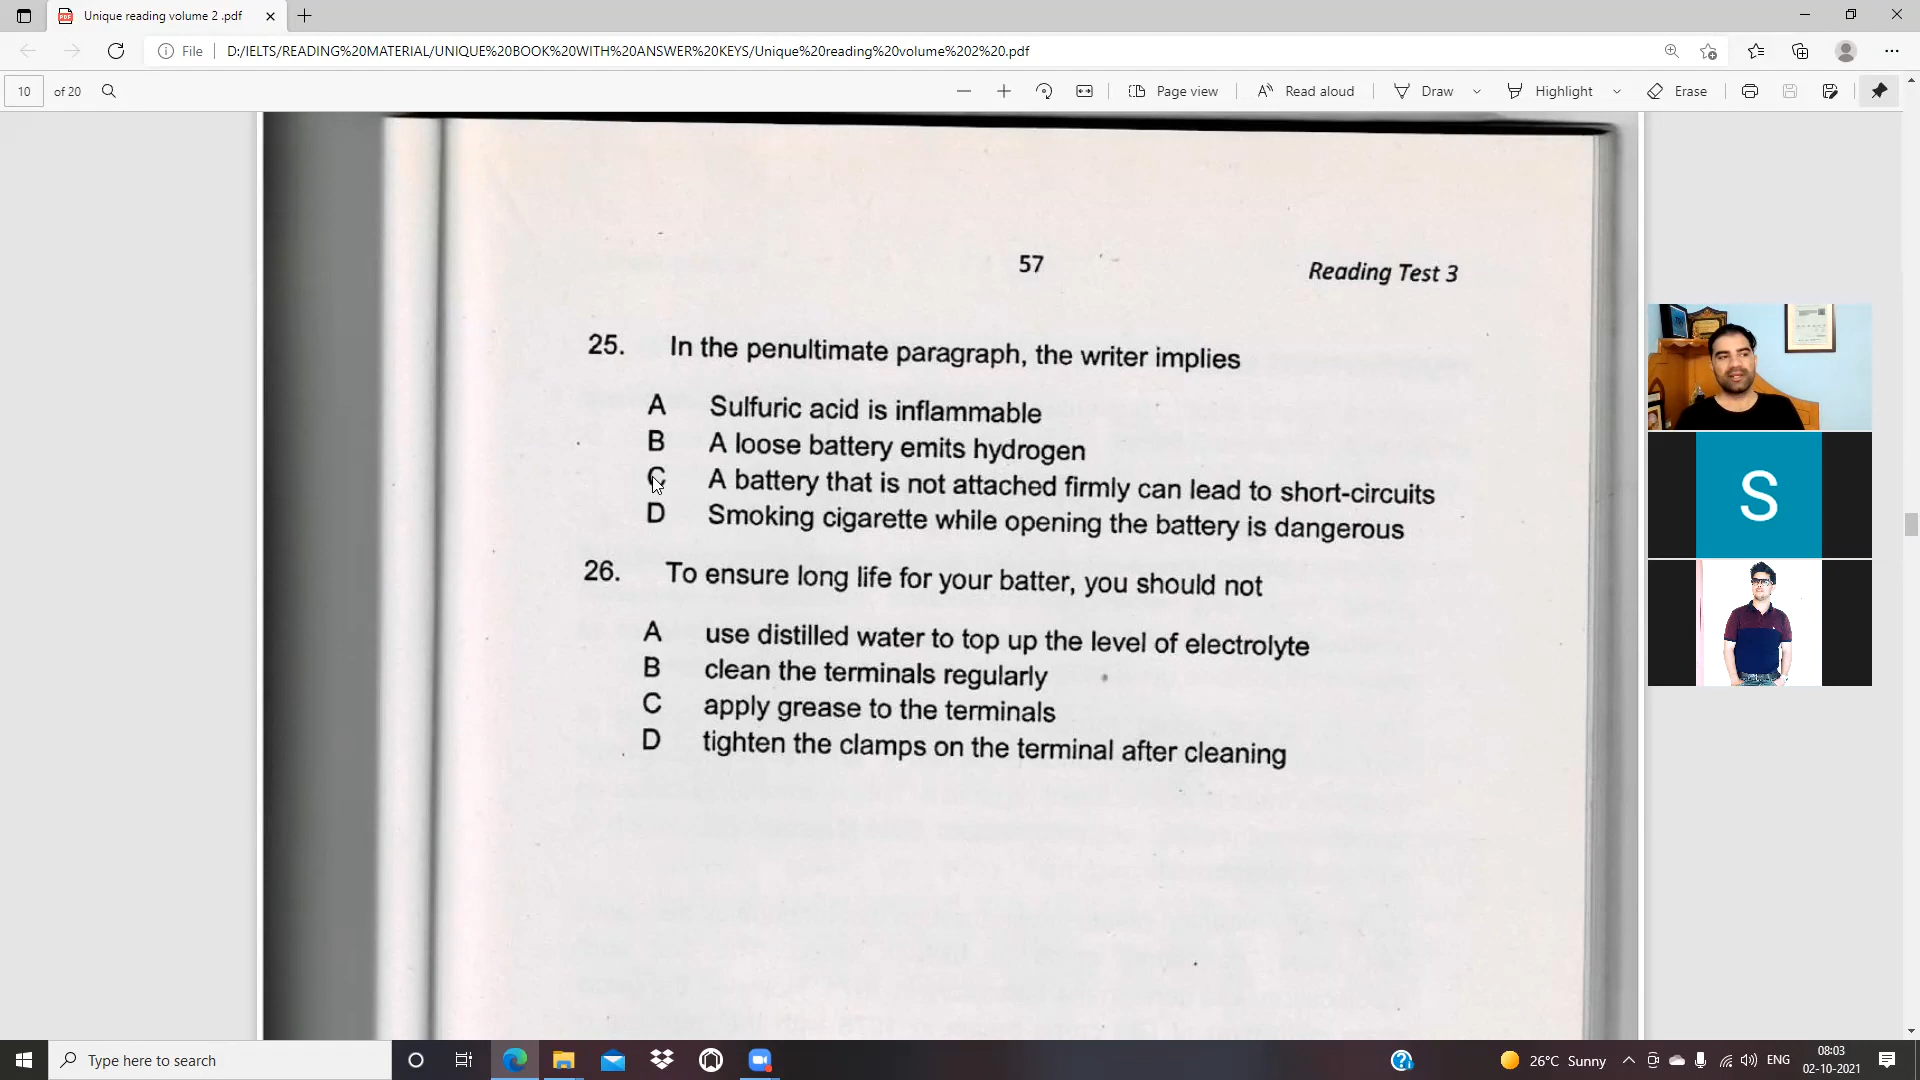 Unique reading volume 2 .pdf
File
D:/IELTS/READING%20MATERIAL/UNIQUE%20BOOK%20WITH%20ANSWER%20KEYS/Unique%20reading%20volume%202%20.pdf
10 of 20
Page view
Read aloud
Draw
Highlight
Erase
57
Reading Test 3
25. In the penultimate paragraph, the writer implies
A Sulfuric acid is inflammable
B A loose battery emits hydrogen
C A battery that is not attached firmly can lead to short-circuits
D Smoking cigarette while opening the battery is dangerous
26. To ensure long life for your batter, you should not
A use distilled water to top up the level of electrolyte
B clean the terminals regularly
C apply grease to the terminals
D tighten the clamps on the terminal after cleaning
S
Type here to search
26°C Sunny
ENG
08:03
02-10-2021